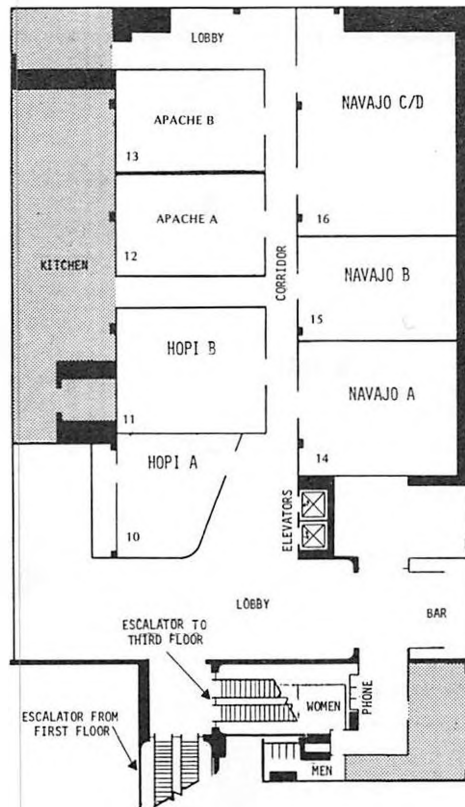 LOBBY
NAVAJO C/D
APACHE B
13
APACHE A
16
12
KITCHEN
CORRIDOR
NAVAJO B
15
HOPI B
NAVAJO A
11
HOPI A
14
10
ELEVATORS
LOBBY
BAR
ESCALATOR TO
THIRD FLOOR
WOMEN
PHONE
ESCALATOR FROM
FIRST FLOOR
MEN